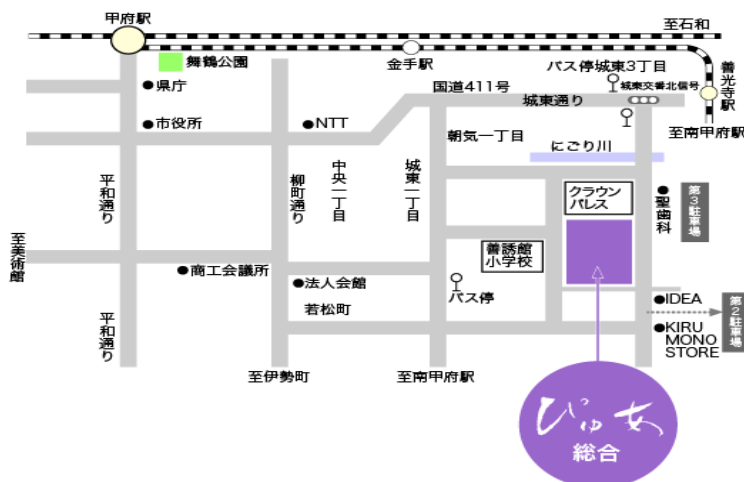 甲府駅
至石和
舞鶴公園
金手駅
バス停城東3丁目
善光寺駅
県庁
国道411号
城東交番北信号
城東通り
市役所
NTT
朝気一丁目
至南甲府駅
にごり川
平和通り
柳町通り
中央一丁目
城東一丁目
クラウン
パレス
聖歯科
第3駐車場
至美術館
善誘館
小学校
商工会議所
法人会館
バス停
若松町
IDEA
第2駐車場
平和通り
KIRU
MONO
STORE
至伊勢町
至南甲府駅
ぴゅあ
総合